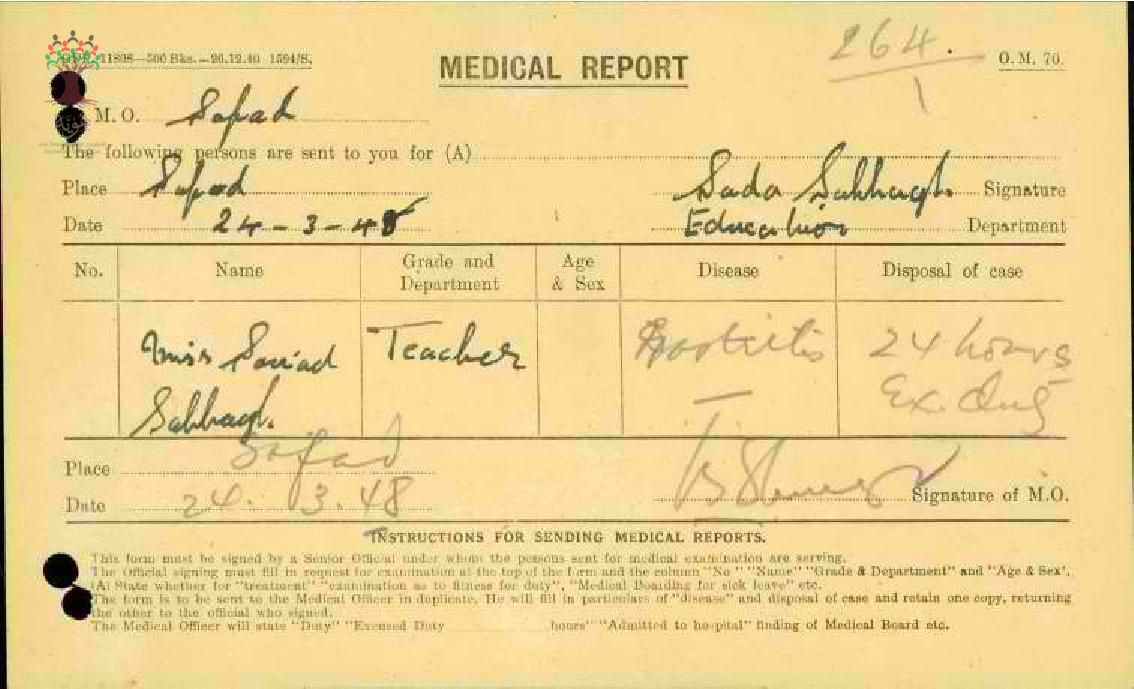 GPP. 11898—500 Bks.—26.12.40 1594/S.
264
1
O.M. 70.
MEDICAL REPORT
M.O. Safad
The following persons are sent to you for (A)
Place Safad
Sada Sabbagh Signature
Date 24-3-48
Education Department
No. Name Grade and Department Age & Sex Disease Disposal of case
Miss Souad Teacher 24 hours
Sabbagh. Ex. Duty
Place Safad
Date 24. 3.48
Signature of M.O.
INSTRUCTIONS FOR SENDING MEDICAL REPORTS.
This form must be signed by a Senior Official under whom the persons sent for medical examination are serving.
The Official signing must fill in request for examination at the top of the form and the column "No" "Name" "Grade & Department" and "Age & Sex".
(A) State whether for "treatment" "examination as to fitness for duty", "Medical Boarding for sick leave" etc.
The form is to be sent to the Medical Officer in duplicate. He will fill in particulars of "disease" and disposal of case and retain one copy, returning
the other to the official who signed.
The Medical Officer will state "Duty" "Excused Duty hours" "Admitted to hospital" finding of Medical Board etc.